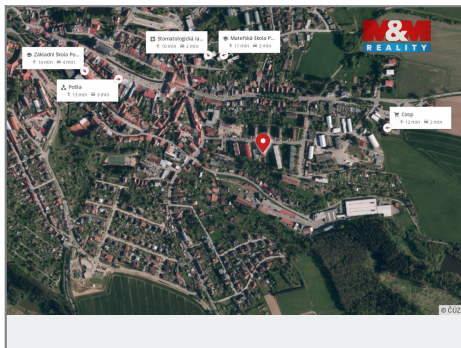 M&M
REALITY
Stomatologická la...
10 min 2 min
Mateřská škola P...
11 min 2 min
Základní škola Po...
14 min 4 min
Pošta
13 min 3 min
Coop
12 min 2 min
© ČÚZ